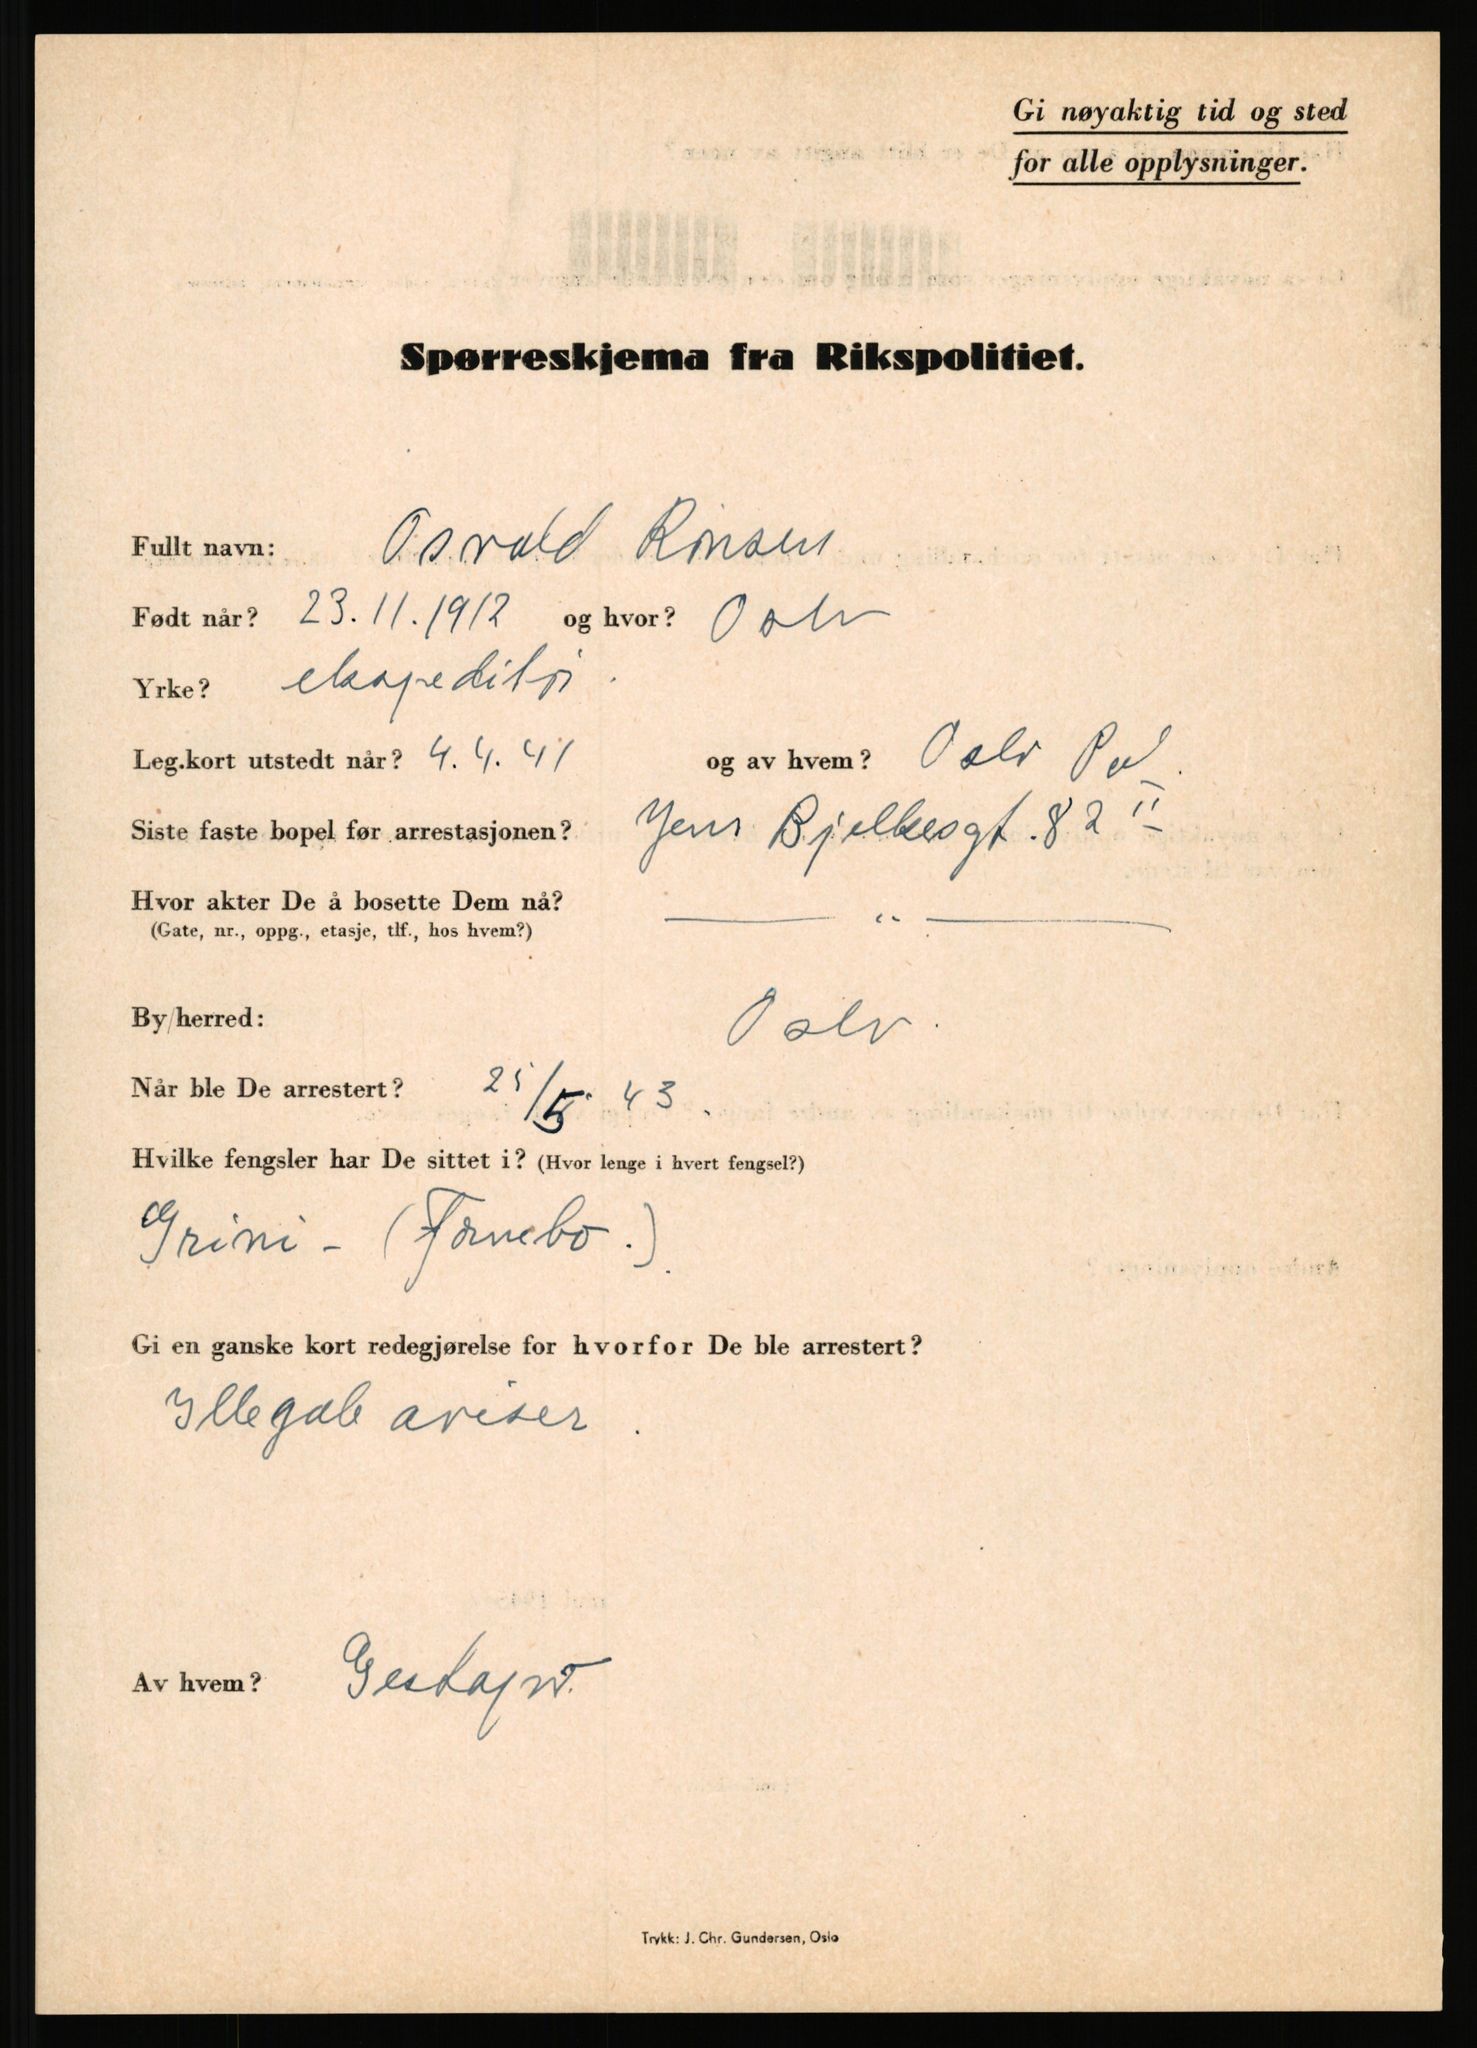 Gi nøyaktig tid og sted
for alle opplysninger.
Spørreskjema fra Rikspolitiet.
Fullt navn: Osvald Rinsen
Født når? 23.11.1912 og hvor? Oslo
Yrke? ekspeditør.
Leg.kort utstedt når? 4.4.41 og av hvem? Oslo Pol.
Siste faste bopel før arrestasjonen? Jens Bjelkesgt. 82 II
Hvor akter De å bosette Dem nå? — " —
(Gate, nr., oppg., etasje, tlf., hos hvem?)
By/herred: Oslo.
Når ble De arrestert? 25/5 43.
Hvilke fengsler har De sittet i? (Hvor lenge i hvert fengsel?)
Grini - (Fornebo.)
Gi en ganske kort redegjørelse for hvorfor De ble arrestert?
Illegale aviser.
Av hvem? Gestapo.
Trykk: J. Chr. Gundersen, Oslo